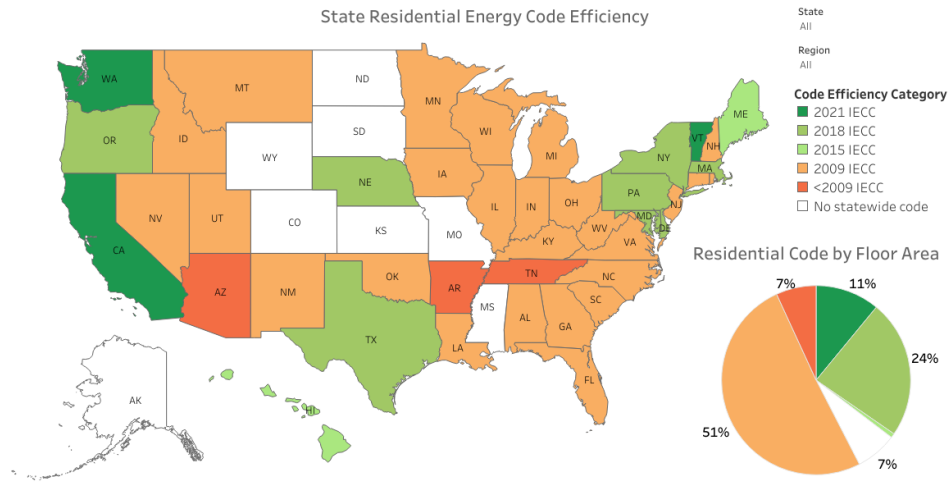 State Residential Energy Code Efficiency
State
All
Region
All
Code Efficiency Category
2021 IECC
2018 IECC
2015 IECC
2009 IECC
<2009 IECC
No statewide code
WA
MT
ND
MN
ME
OR
ID
SD
WI
MI
VT
NH
NY
MA
WY
NE
IA
PA
NJ
NV
UT
CO
KS
MO
IL
IN
OH
MD
DE
WV
VA
KY
CA
AZ
NM
OK
AR
TN
NC
MS
AL
GA
SC
TX
LA
FL
AK
HI
Residential Code by Floor Area
7%
11%
24%
51%
7%